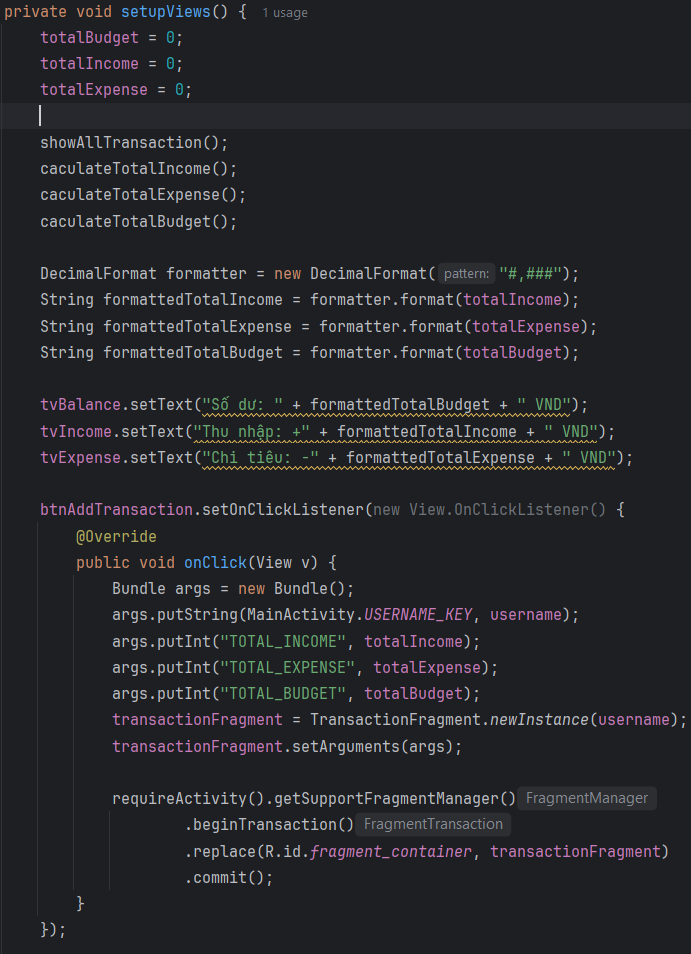 private void setupViews() { 1 usage
totalBudget = 0;
totalIncome = 0;
totalExpense = 0;
showAllTransaction();
caculateTotalIncome();
caculateTotalExpense();
caculateTotalBudget();
DecimalFormat formatter = new DecimalFormat( pattern: "#,###");
String formattedTotalIncome = formatter.format(totalIncome);
String formattedTotalExpense = formatter.format(totalExpense);
String formattedTotalBudget = formatter.format(totalBudget);
tvBalance.setText("Số dư: " + formattedTotalBudget + " VND");
tvIncome.setText("Thu nhập: +" + formattedTotalIncome + " VND");
tvExpense.setText("Chi tiêu: -" + formattedTotalExpense + " VND");
btnAddTransaction.setOnClickListener(new View.OnClickListener() {
@Override
public void onClick(View v) {
Bundle args = new Bundle();
args.putString(MainActivity.USERNAME_KEY, username);
args.putInt("TOTAL_INCOME", totalIncome);
args.putInt("TOTAL_EXPENSE", totalExpense);
args.putInt("TOTAL_BUDGET", totalBudget);
transactionFragment = TransactionFragment.newInstance(username);
transactionFragment.setArguments(args);
requireActivity().getSupportFragmentManager() FragmentManager
.beginTransaction() FragmentTransaction
.replace(R.id.fragment_container, transactionFragment)
.commit();
}
});